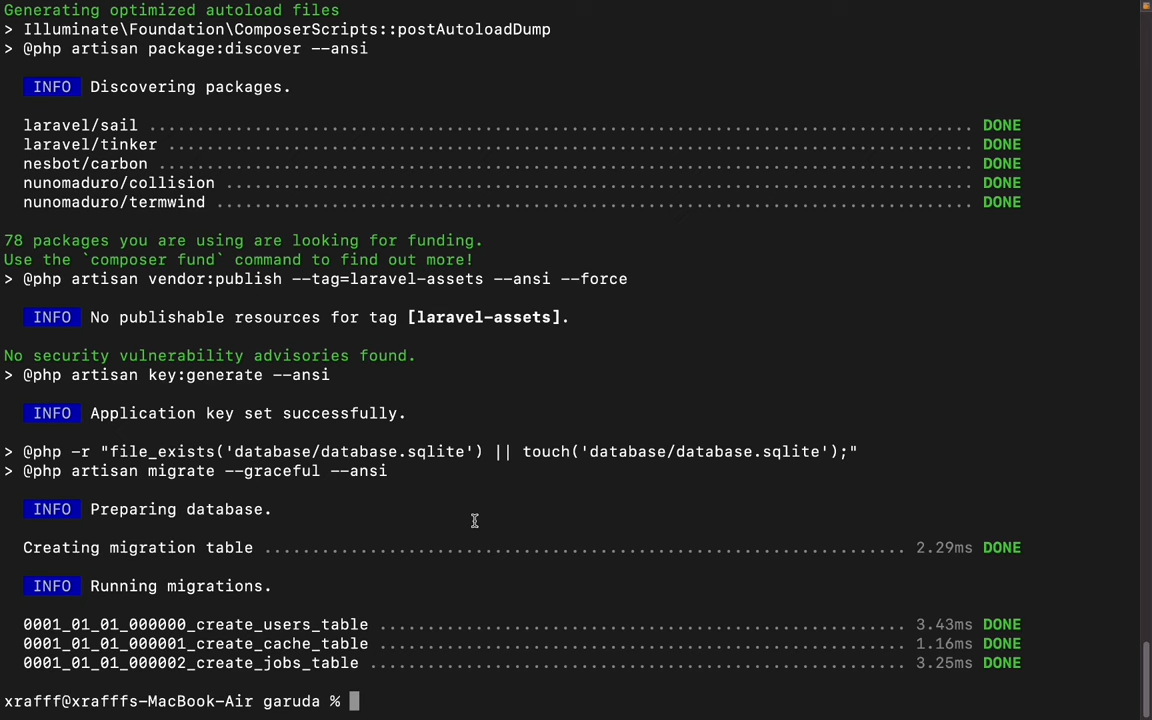 Generating optimized autoload files
> Illuminate\Foundation\ComposerScripts::postAutoloadDump
> @php artisan package:discover --ansi
INFO Discovering packages.
laravel/sail ...................................................................................... DONE
laravel/tinker .................................................................................... DONE
nesbot/carbon ..................................................................................... DONE
nunomaduro/collision .............................................................................. DONE
nunomaduro/termwind ............................................................................... DONE
78 packages you are using are looking for funding.
Use the `composer fund` command to find out more!
> @php artisan vendor:publish --tag=laravel-assets --ansi --force
INFO No publishable resources for tag [laravel-assets].
No security vulnerability advisories found.
> @php artisan key:generate --ansi
INFO Application key set successfully.
> @php -r "file_exists('database/database.sqlite') || touch('database/database.sqlite');"
> @php artisan migrate --graceful --ansi
INFO Preparing database.
Creating migration table ................................................................... 2.29ms DONE
INFO Running migrations.
0001_01_01_000000_create_users_table ....................................................... 3.43ms DONE
0001_01_01_000001_create_cache_table ....................................................... 1.16ms DONE
0001_01_01_000002_create_jobs_table ........................................................ 3.25ms DONE
xrafff@xrafffs-MacBook-Air garuda %